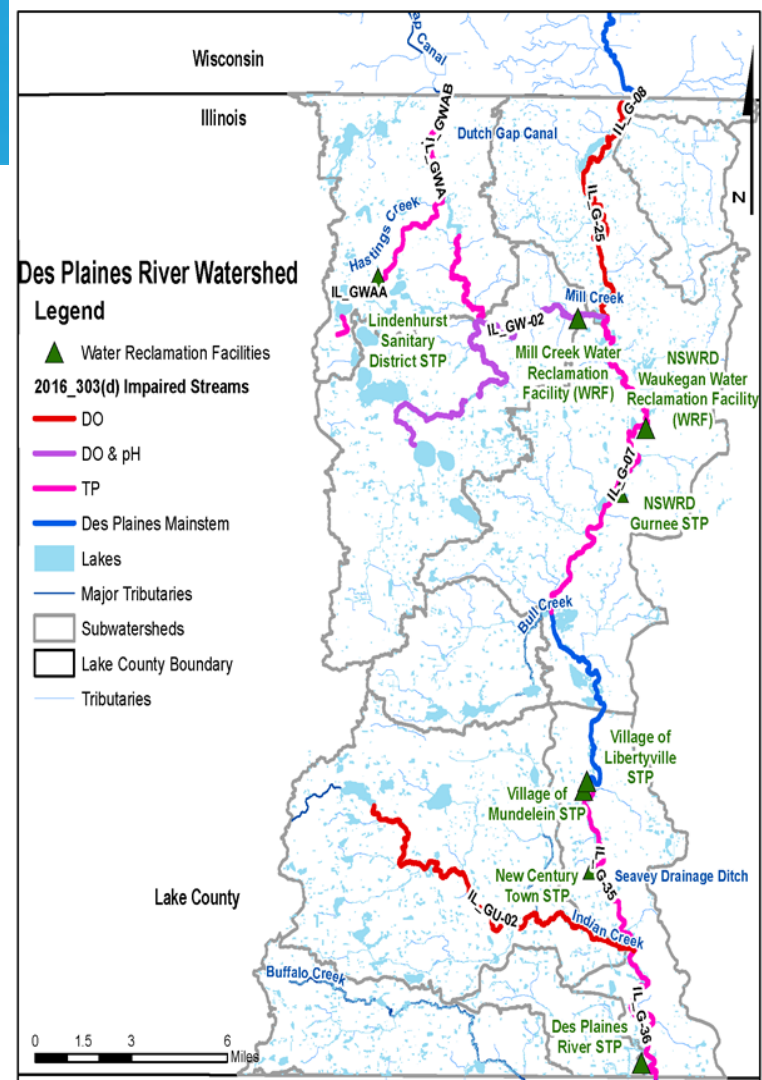 ap Canal
Wisconsin
Illinois
IL_GWAB
IL_G-08
Dutch Gap Canal
IL_GWA
IL_G-25
N
Hastings Creek
Des Plaines River Watershed
IL_GWAA
Mill Creek
Legend
Lindenhurst
Sanitary
District STP
IL_GW-02
Water Reclamation Facilities
Mill Creek Water
Reclamation
Facility (WRF)
NSWRD
Waukegan Water
Reclamation Facility
(WRF)
2016_303(d) Impaired Streams
DO
DO & pH
TP
Des Plaines Mainstem
Lakes
Major Tributaries
Subwatersheds
Lake County Boundary
Tributaries
IL_G-07
NSWRD
Gurnee STP
Bull Creek
Village of
Libertyville
STP
Village of
Mundelein STP
IL_G-35
New Century
Town STP
Seavey Drainage Ditch
Lake County
IL_GU-02
Indian Creek
Buffalo Creek
IL_G-36
Des Plaines
River STP
0 1.5 3 6
Miles